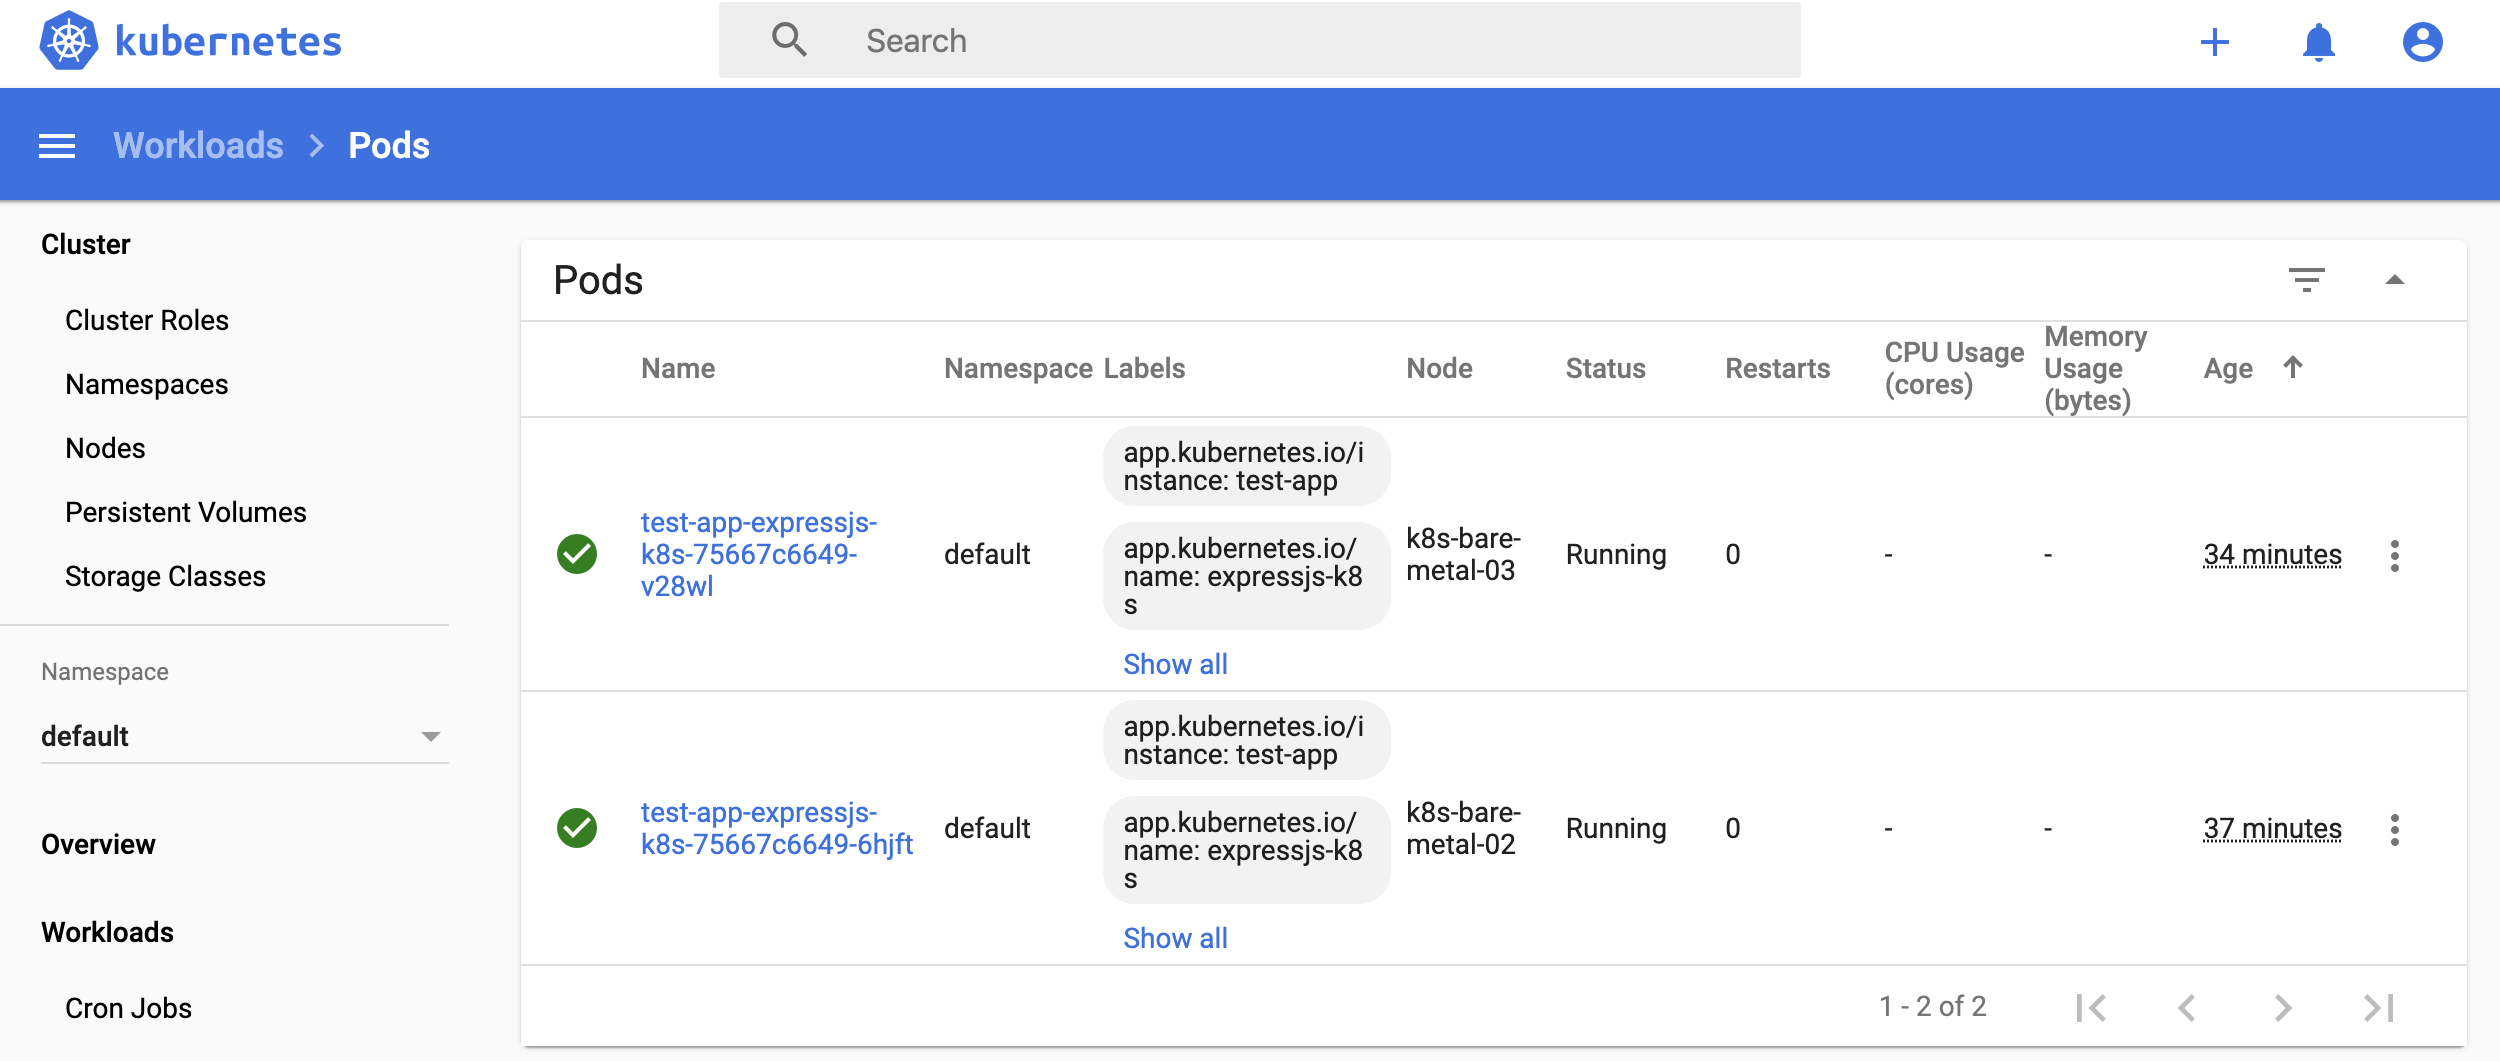 kubernetes
Search
Workloads > Pods
Cluster
Cluster Roles
Namespaces
Nodes
Persistent Volumes
Storage Classes
Namespace
default
Overview
Workloads
Cron Jobs
Pods
Name
Namespace
Labels
Node
Status
Restarts
CPU Usage
(cores)
Memory
Usage
(bytes)
Age
test-app-expressjs-
k8s-75667c6649-
v28wl
default
app.kubernetes.io/i
nstance: test-app
app.kubernetes.io/
name: expressjs-k8
s
Show all
k8s-bare-
metal-03
Running
0
-
-
34 minutes
test-app-expressjs-
k8s-75667c6649-6hjft
default
app.kubernetes.io/i
nstance: test-app
app.kubernetes.io/
name: expressjs-k8
s
Show all
k8s-bare-
metal-02
Running
0
-
-
37 minutes
1 - 2 of 2